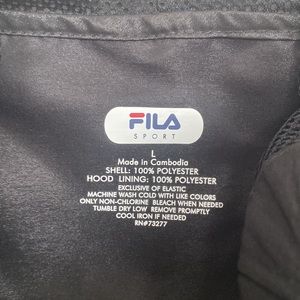 FILA
SPORT
L
Made in Cambodia
SHELL: 100% POLYESTER
HOOD LINING: 100% POLYESTER
EXCLUSIVE OF ELASTIC
MACHINE WASH COLD WITH LIKE COLORS
ONLY NON-CHLORINE BLEACH WHEN NEEDED
TUMBLE DRY LOW REMOVE PROMPTLY
COOL IRON IF NEEDED
RN#73277